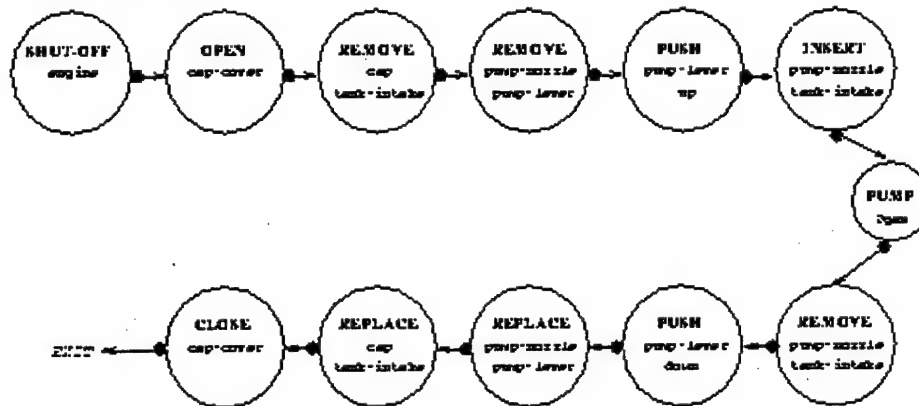 SHUT-OFF
engine
OPEN
cap-cover
REMOVE
cap
tank-intake
REMOVE
pump-nozzle
pump-lever
PUSH
pump-lever
up
INSERT
pump-nozzle
tank-intake
PUMP
REMOVE
pump-nozzle
tank-intake
PUSH
pump-lever
down
REPLACE
pump-nozzle
pump-lever
REPLACE
cap
tank-intake
CLOSE
cap-cover